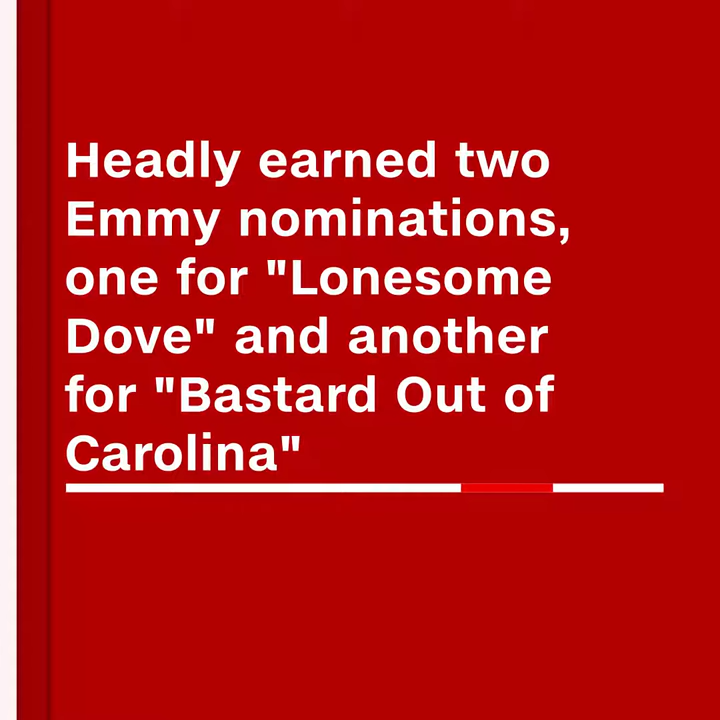 Headly earned two
Emmy nominations,
one for "Lonesome
Dove" and another
for "Bastard Out of
Carolina"